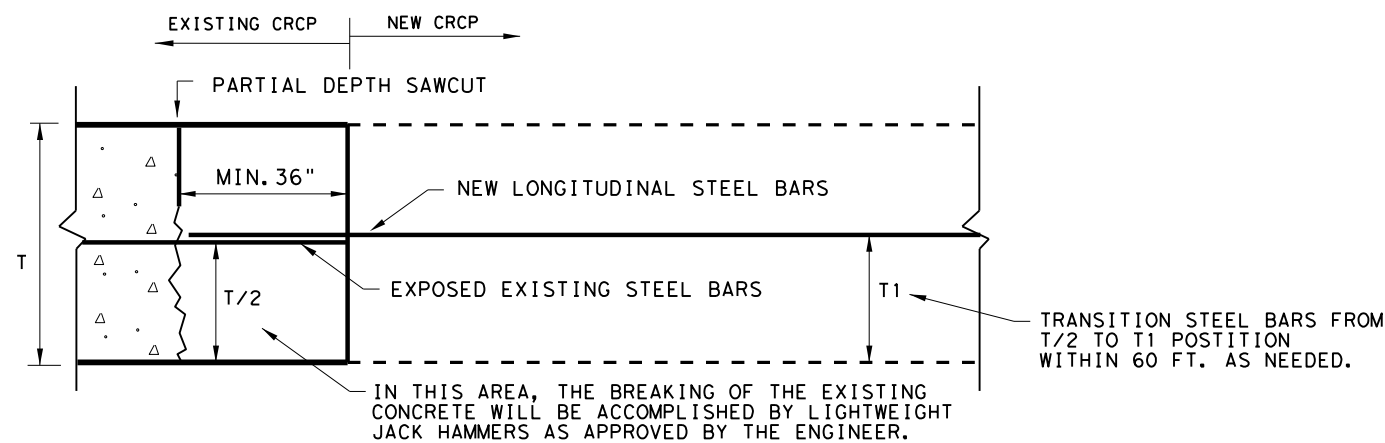 EXISTING CRCP
NEW CRCP
PARTIAL DEPTH SAWCUT
MIN. 36"
NEW LONGITUDINAL STEEL BARS
T
T/2
EXPOSED EXISTING STEEL BARS
T1
TRANSITION STEEL BARS FROM
T/2 TO T1 POSTITION
WITHIN 60 FT. AS NEEDED.
IN THIS AREA, THE BREAKING OF THE EXISTING
CONCRETE WILL BE ACCOMPLISHED BY LIGHTWEIGHT
JACK HAMMERS AS APPROVED BY THE ENGINEER.